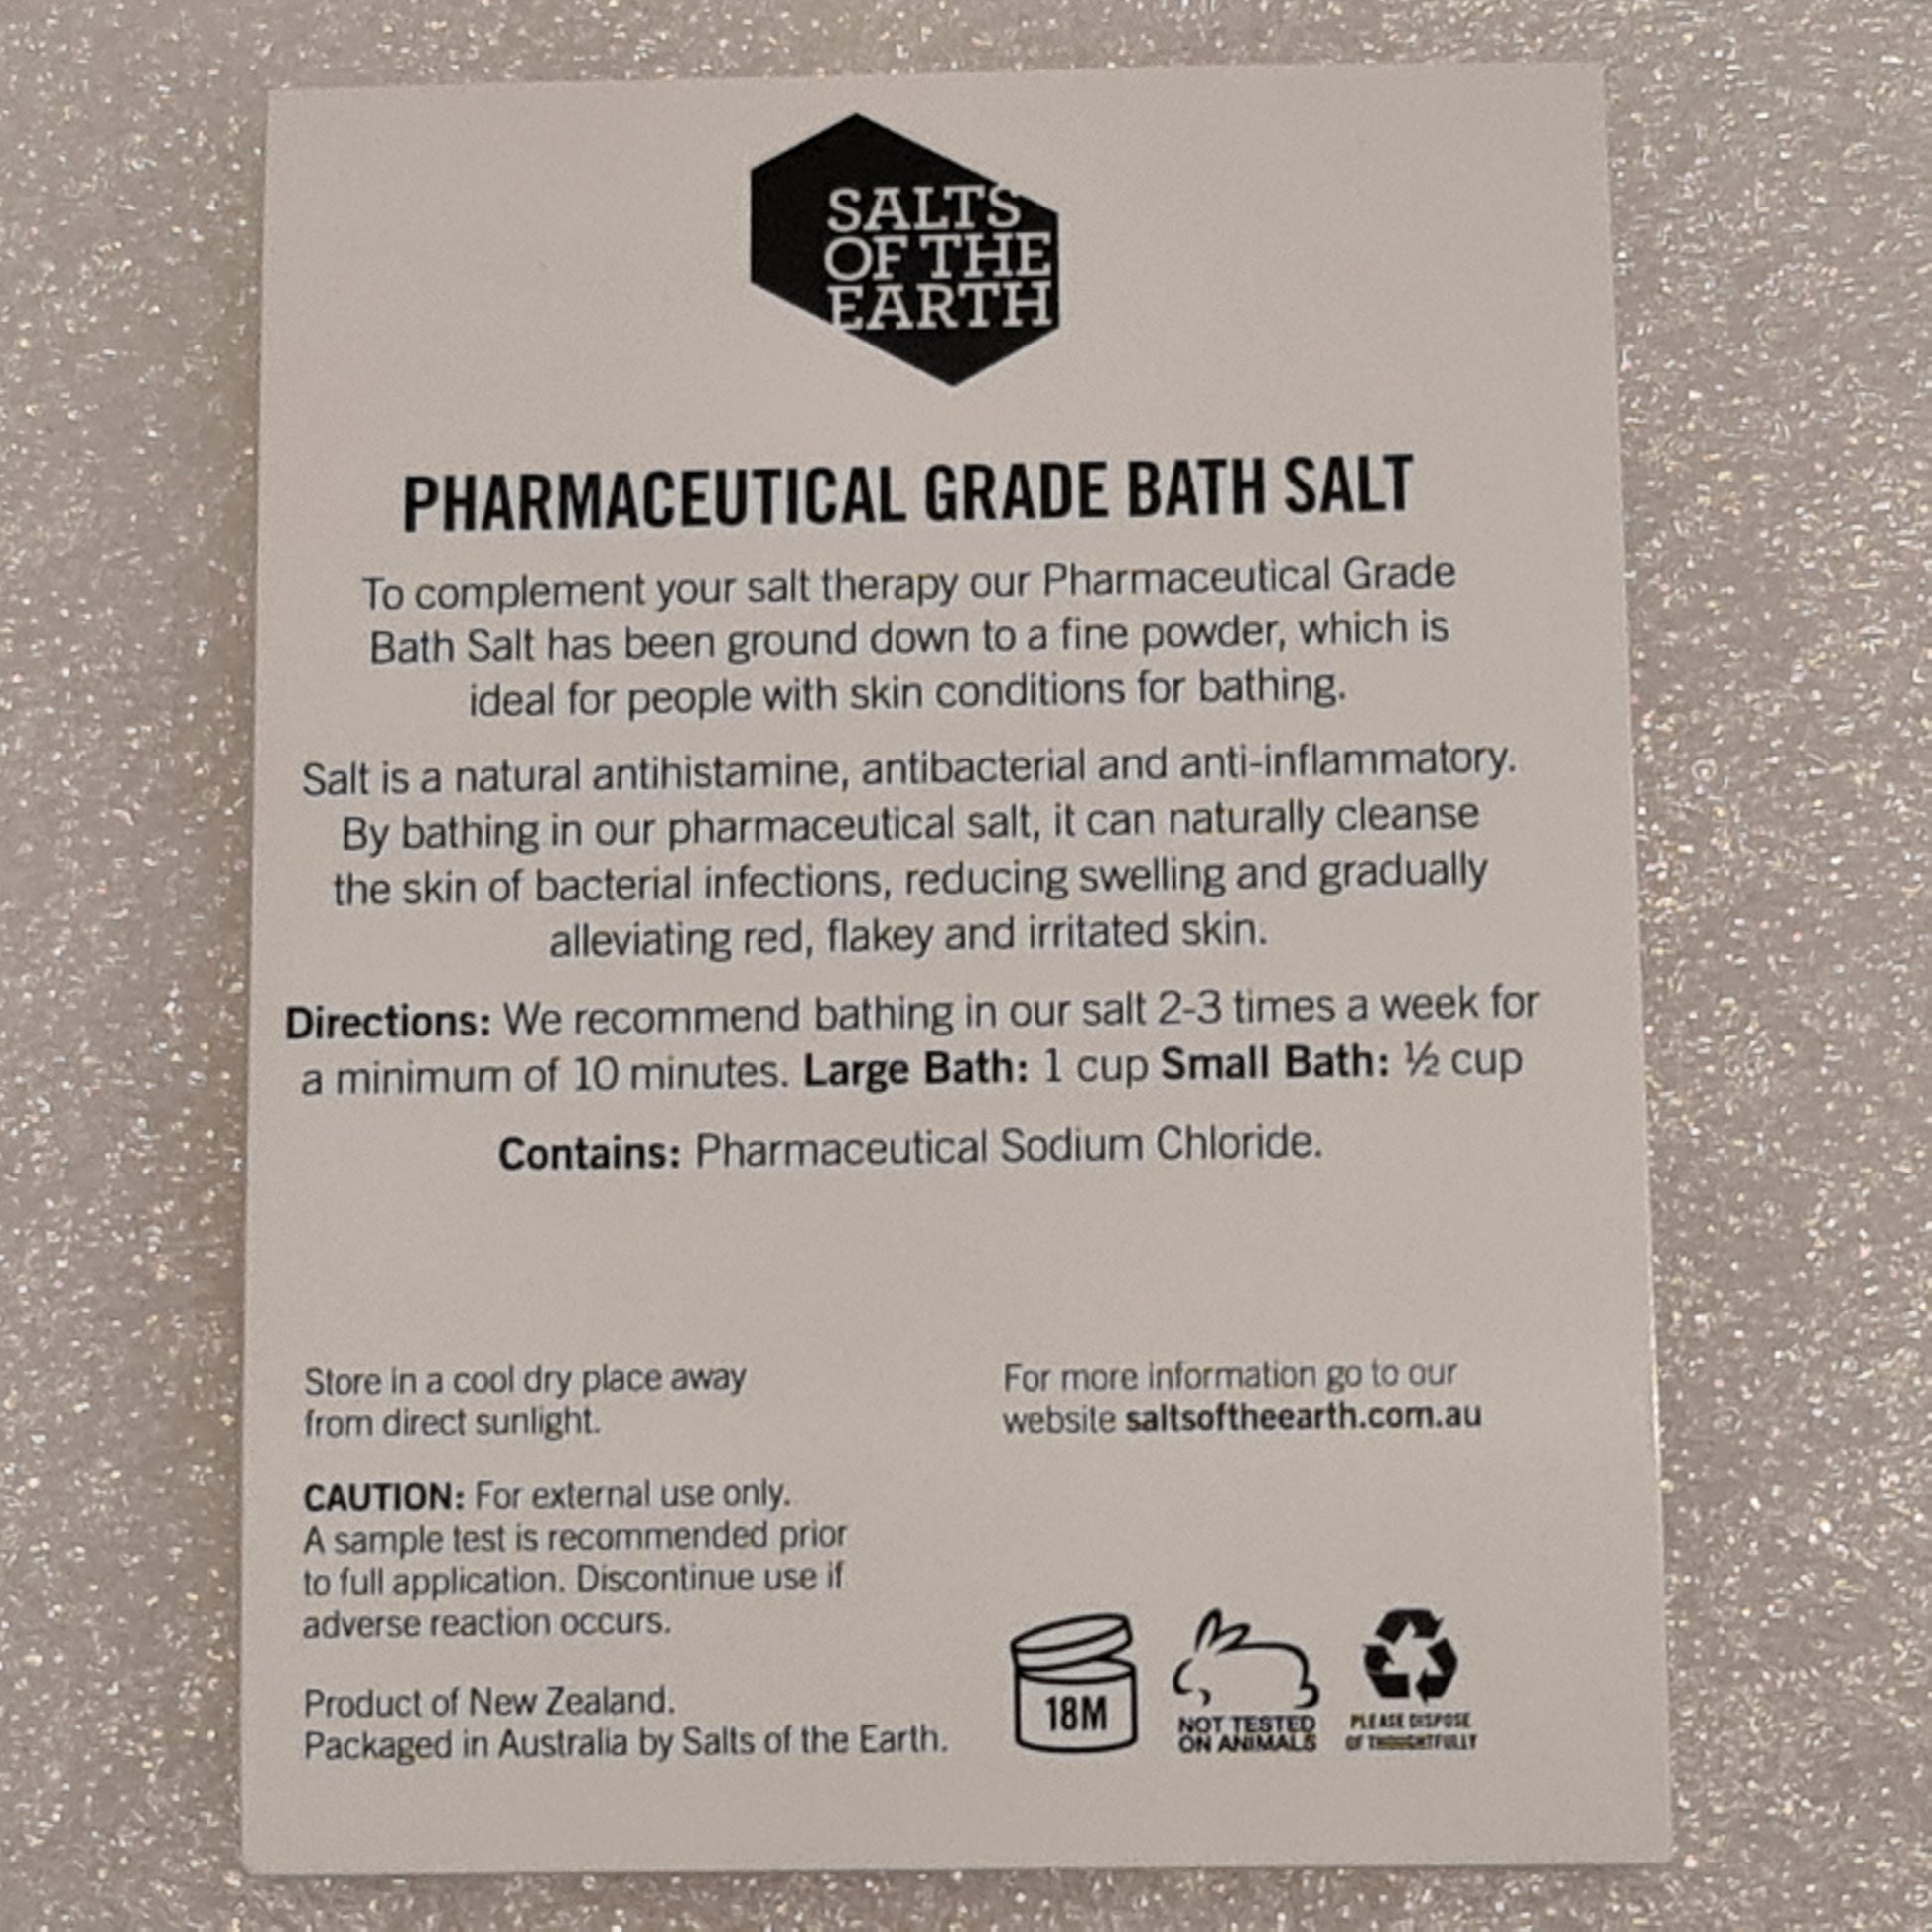 SALTS
OF THE
EARTH
PHARMACEUTICAL GRADE BATH SALT
To complement your salt therapy our Pharmaceutical Grade
Bath Salt has been ground down to a fine powder, which is
ideal for people with skin conditions for bathing.
Salt is a natural antihistamine, antibacterial and anti-inflammatory.
By bathing in our pharmaceutical salt, it can naturally cleanse
the skin of bacterial infections, reducing swelling and gradually
alleviating red, flakey and irritated skin.
Directions: We recommend bathing in our salt 2-3 times a week for
a minimum of 10 minutes. Large Bath: 1 cup Small Bath: ½ cup
Contains: Pharmaceutical Sodium Chloride.
Store in a cool dry place away
from direct sunlight.
CAUTION: For external use only.
A sample test is recommended prior
to full application. Discontinue use if
adverse reaction occurs.
Product of New Zealand.
Packaged in Australia by Salts of the Earth.
For more information go to our
website saltsoftheearth.com.au
18M
NOT TESTED
ON ANIMALS
PLEASE DISPOSE
OF THOUGHTFULLY